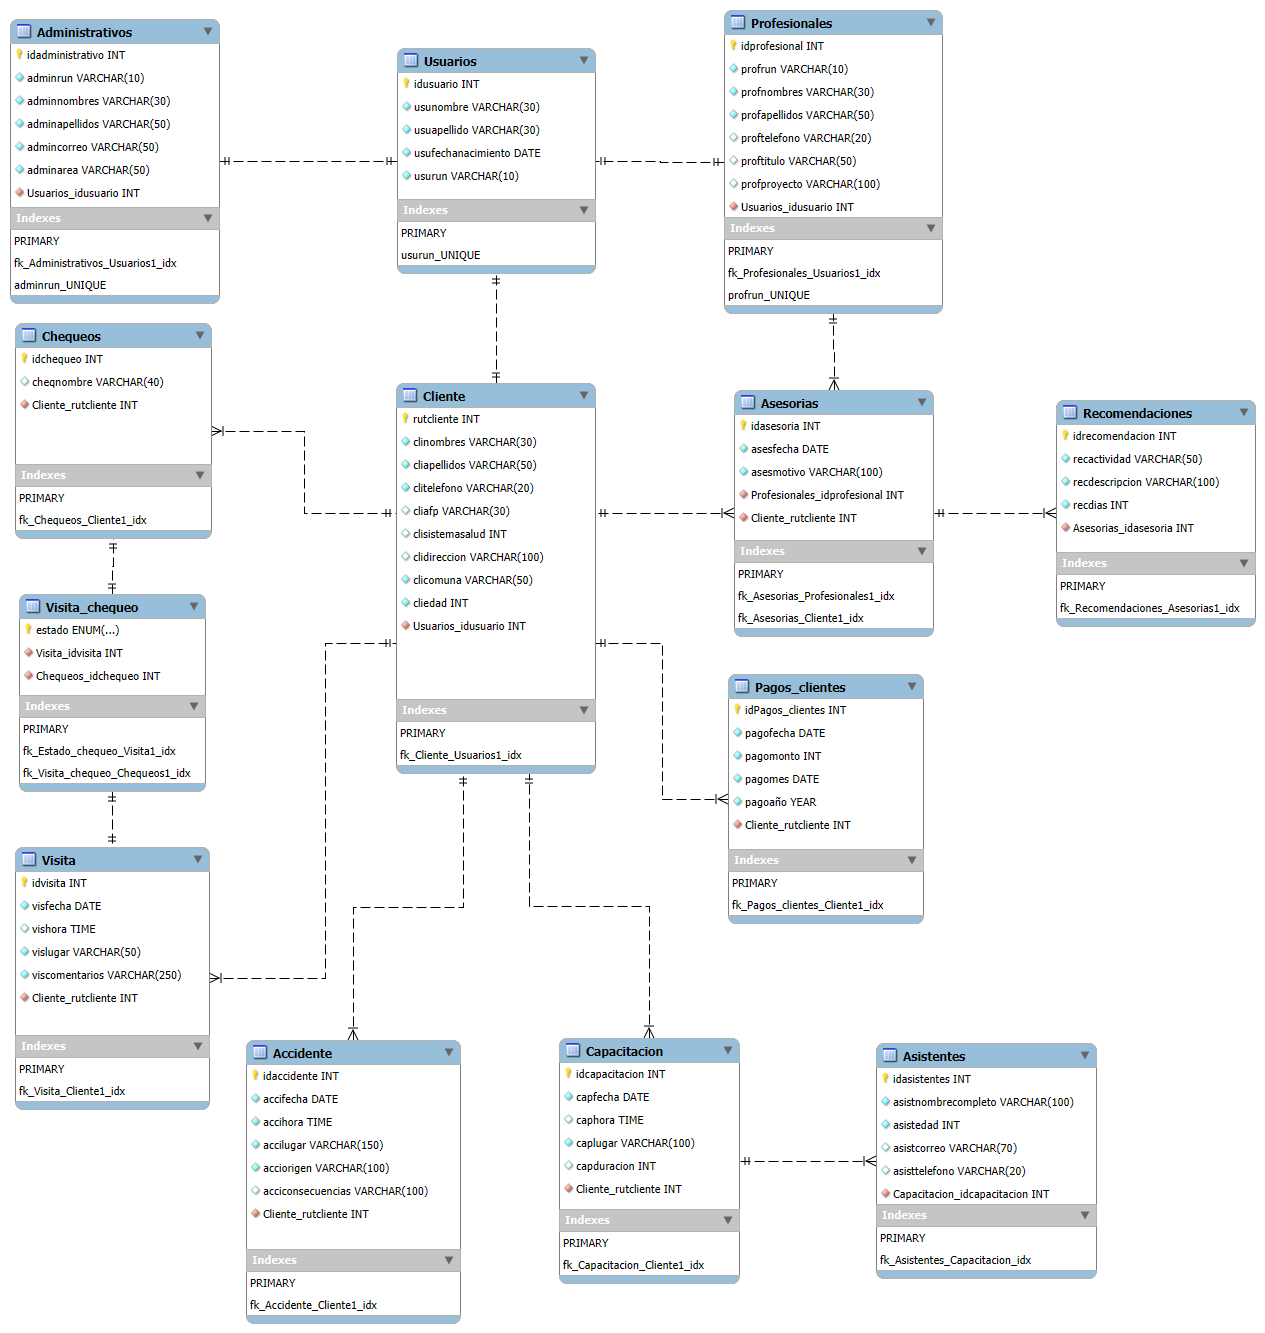 Administrativos
idadministrativo INT
adminrun VARCHAR(10)
adminnombres VARCHAR(30)
adminapellidos VARCHAR(50)
admincorreo VARCHAR(50)
adminarea VARCHAR(50)
Usuarios_idusuario INT
Indexes
PRIMARY
fk_Administrativos_Usuarios1_idx
adminrun_UNIQUE
Usuarios
idusuario INT
usunombre VARCHAR(30)
usuapellido VARCHAR(30)
usufechanacimiento DATE
usurun VARCHAR(10)
Indexes
PRIMARY
usurun_UNIQUE
Profesionales
idprofesional INT
profrun VARCHAR(10)
profnombres VARCHAR(30)
profapellidos VARCHAR(50)
proftelefono VARCHAR(20)
proftitulo VARCHAR(50)
profproyecto VARCHAR(100)
Usuarios_idusuario INT
Indexes
PRIMARY
fk_Profesionales_Usuarios1_idx
profrun_UNIQUE
Chequeos
idchequeo INT
cheqnombre VARCHAR(40)
Cliente_rutcliente INT
Indexes
PRIMARY
fk_Chequeos_Cliente1_idx
Cliente
rutcliente INT
clinombres VARCHAR(30)
cliapellidos VARCHAR(50)
clitelefono VARCHAR(20)
cliafp VARCHAR(30)
clisistemasalud INT
clidireccion VARCHAR(100)
clicomuna VARCHAR(50)
cliedad INT
Usuarios_idusuario INT
Indexes
PRIMARY
fk_Cliente_Usuarios1_idx
Asesorias
idasesoria INT
asesfecha DATE
asesmotivo VARCHAR(100)
Profesionales_idprofesional INT
Cliente_rutcliente INT
Indexes
PRIMARY
fk_Asesorias_Profesionales1_idx
fk_Asesorias_Cliente1_idx
Recomendaciones
idrecomendacion INT
recactividad VARCHAR(50)
recdescripcion VARCHAR(100)
recdias INT
Asesorias_idasesoria INT
Indexes
PRIMARY
fk_Recomendaciones_Asesorias1_idx
Visita_chequeo
estado ENUM(...)
Visita_idvisita INT
Chequeos_idchequeo INT
Indexes
PRIMARY
fk_Estado_chequeo_Visita1_idx
fk_Visita_chequeo_Chequeos1_idx
Pagos_clientes
idPagos_clientes INT
pagofecha DATE
pagomonto INT
pagomes DATE
pagoaño YEAR
Cliente_rutcliente INT
Indexes
PRIMARY
fk_Pagos_clientes_Cliente1_idx
Visita
idvisita INT
visfecha DATE
vishora TIME
vislugar VARCHAR(50)
viscomentarios VARCHAR(250)
Cliente_rutcliente INT
Indexes
PRIMARY
fk_Visita_Cliente1_idx
Accidente
idaccidente INT
accifecha DATE
accihora TIME
accilugar VARCHAR(150)
acciorigen VARCHAR(100)
acciconsecuencias VARCHAR(100)
Cliente_rutcliente INT
Indexes
PRIMARY
fk_Accidente_Cliente1_idx
Capacitacion
idcapacitacion INT
capfecha DATE
caphora TIME
caplugar VARCHAR(100)
capduracion INT
Cliente_rutcliente INT
Indexes
PRIMARY
fk_Capacitacion_Cliente1_idx
Asistentes
idasistentes INT
asistnombrecompleto VARCHAR(100)
asistedad INT
asistcorreo VARCHAR(70)
asisttelefono VARCHAR(20)
Capacitacion_idcapacitacion INT
Indexes
PRIMARY
fk_Asistentes_Capacitacion_idx